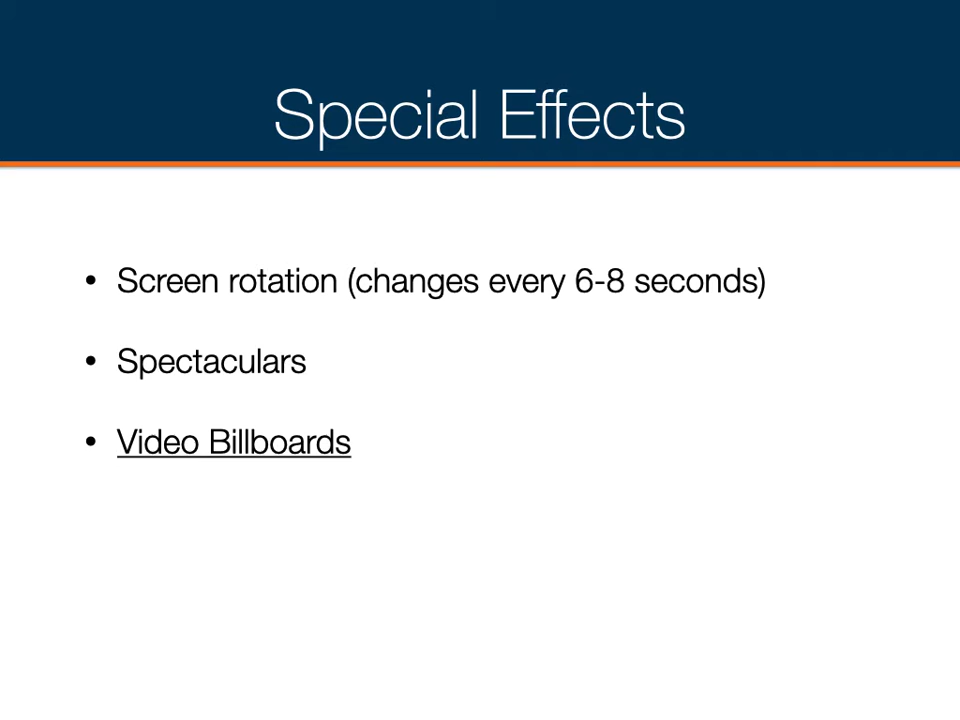 Special Effects
• Screen rotation (changes every 6-8 seconds)
• Spectaculars
• Video Billboards